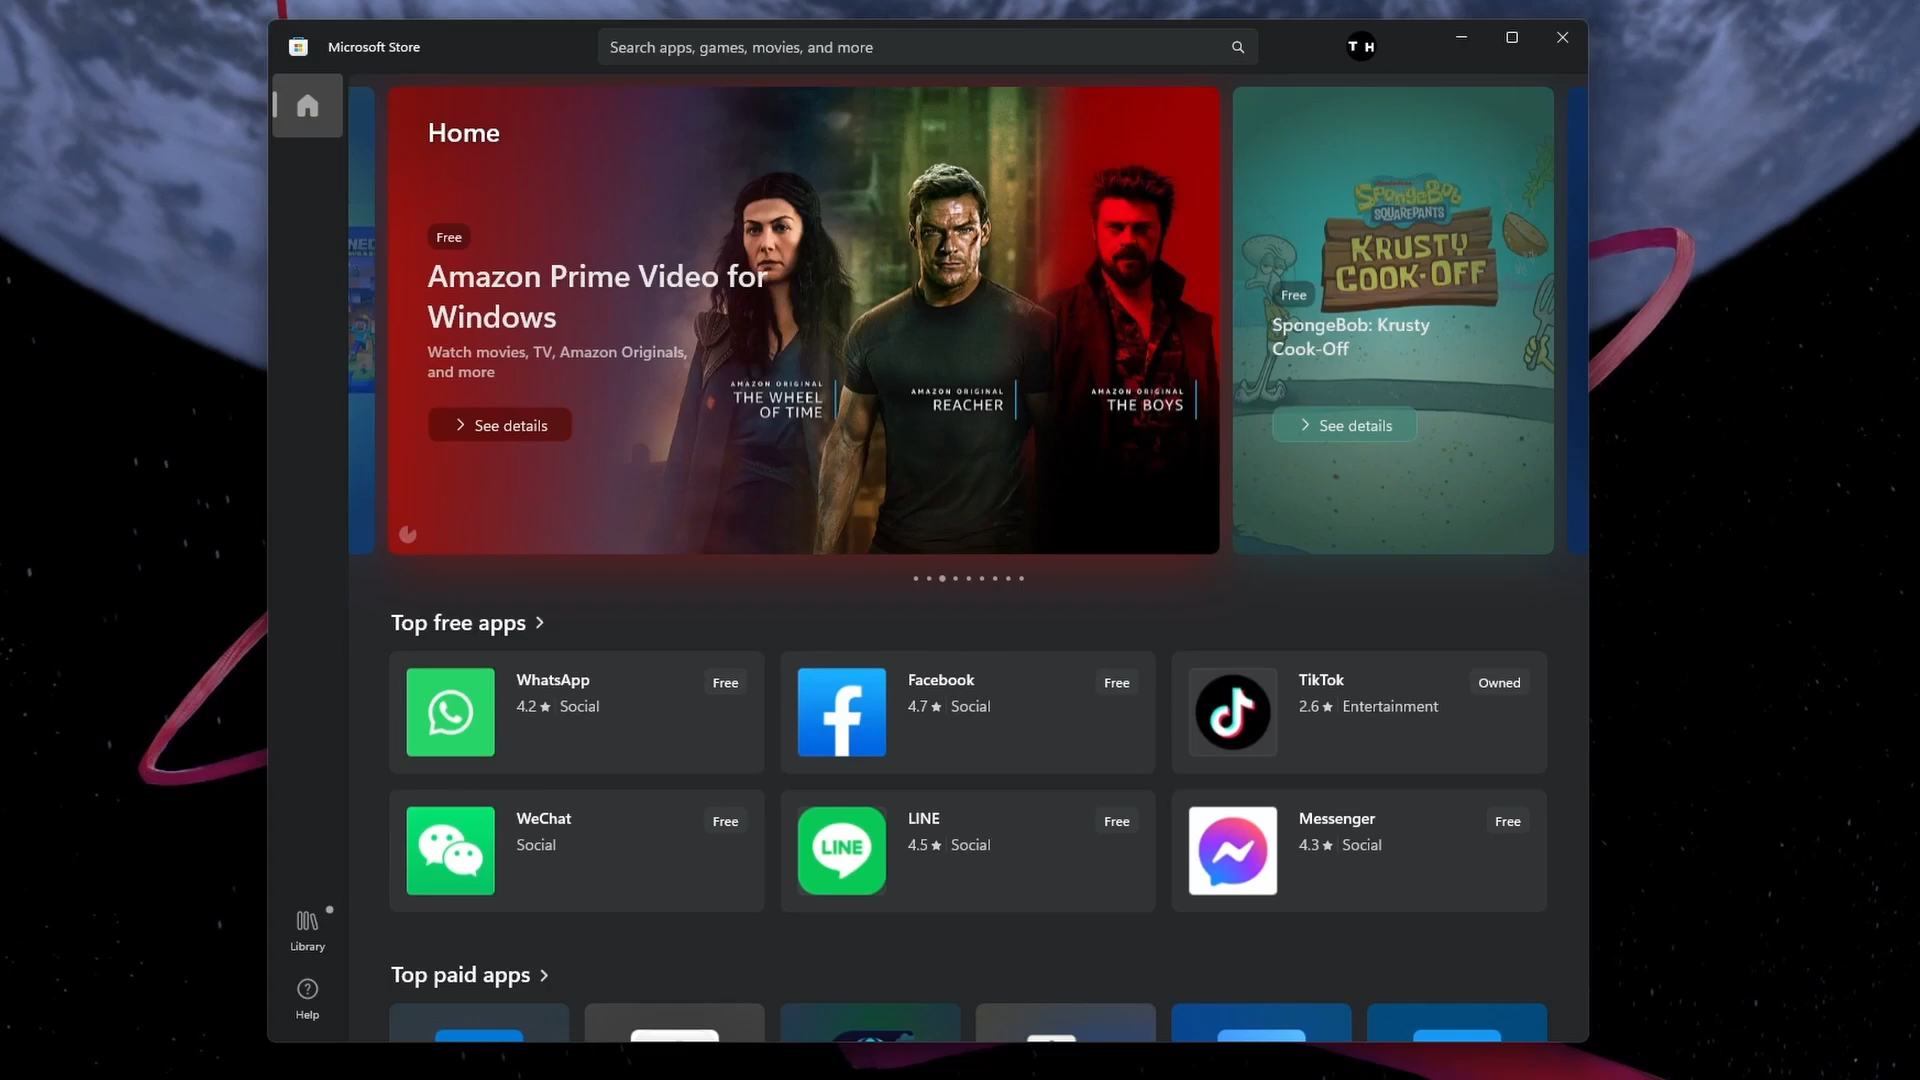 Microsoft Store
Search apps, games, movies, and more
T H
Home
Free
Amazon Prime Video for
Windows
Watch movies, TV, Amazon Originals,
and more
See details
AMAZON ORIGINAL
THE WHEEL
OF TIME
AMAZON ORIGINAL
REACHER
AMAZON ORIGINAL
THE BOYS
SpongeBob
SQUAREPANTS
KRUSTY
COOK-OFF
Free
SpongeBob: Krusty
Cook-Off
See details
Top free apps
WhatsApp
Free
4.2 ★ Social
Facebook
Free
4.7 ★ Social
TikTok
Owned
2.6 ★ Entertainment
WeChat
Free
Social
LINE
LINE
Free
4.5 ★ Social
Messenger
Free
4.3 ★ Social
Library
Help
Top paid apps